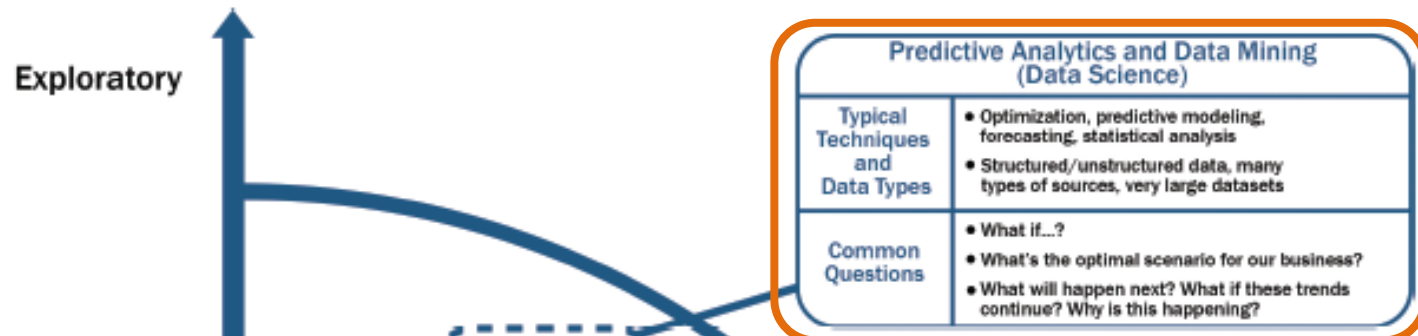 Exploratory
Predictive Analytics and Data Mining
(Data Science)
Typical
Techniques
and
Data Types
• Optimization, predictive modeling,
forecasting, statistical analysis
• Structured/unstructured data, many
types of sources, very large datasets
Common
Questions
• What if...?
• What's the optimal scenario for our business?
• What will happen next? What if these trends
continue? Why is this happening?